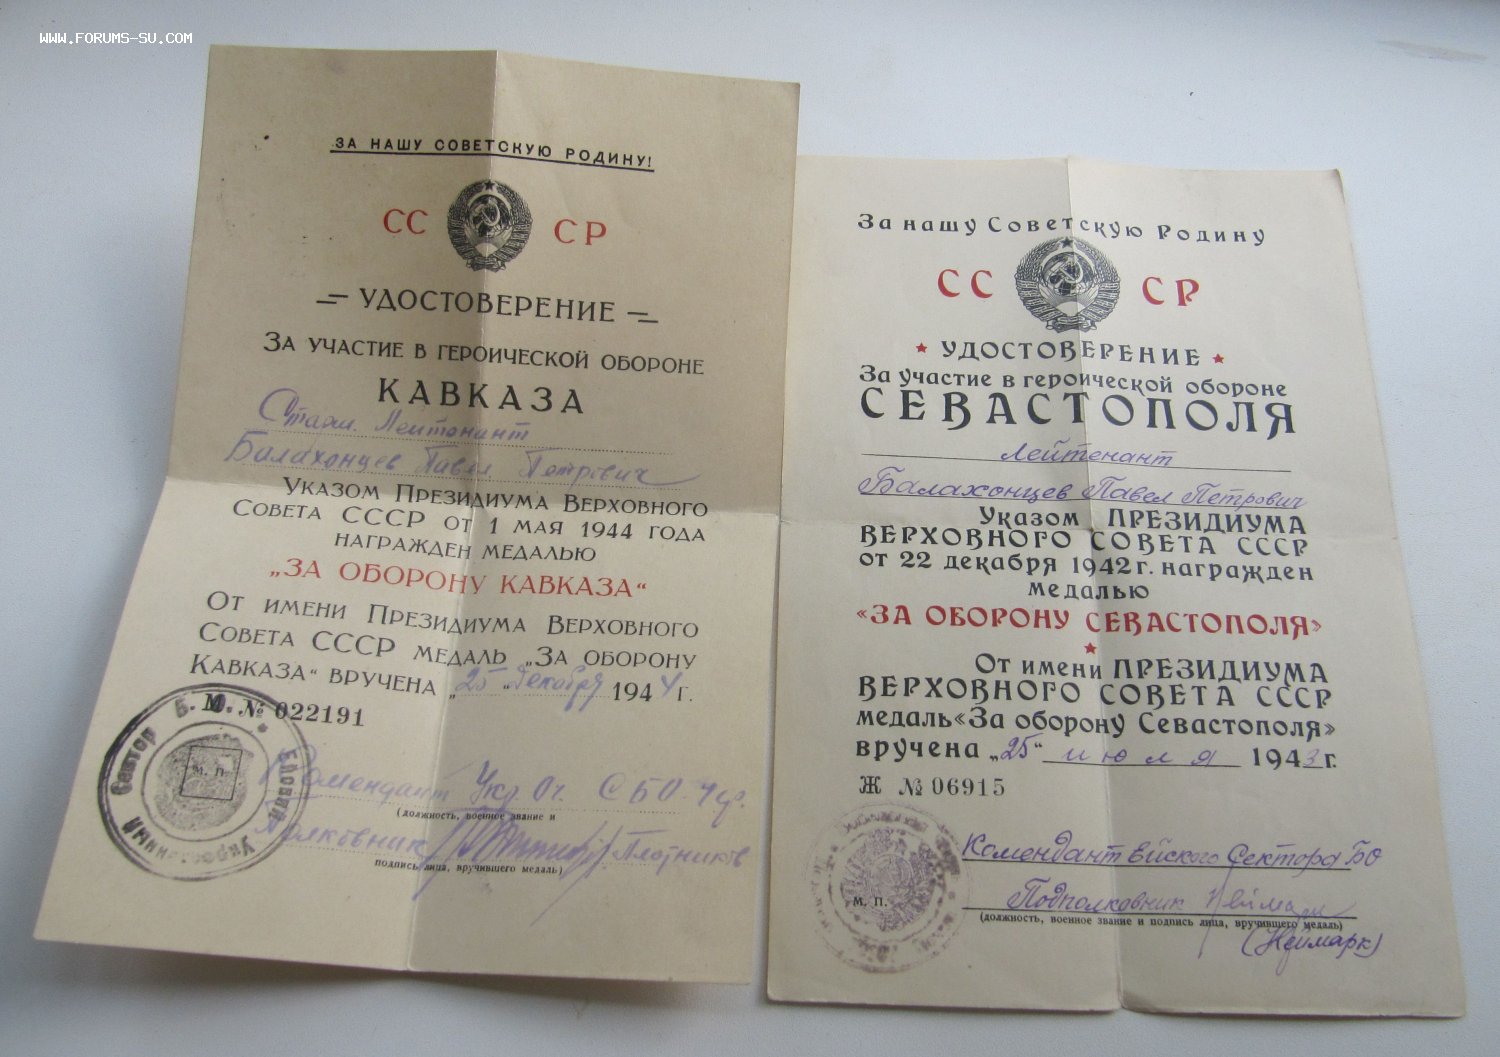 WWW.FORUMS-SU.COM
ЗА НАШУ СОВЕТСКУЮ РОДИНУ!
СС СР
УДОСТОВЕРЕНИЕ
ЗА УЧАСТИЕ В ГЕРОИЧЕСКОЙ ОБОРОНЕ
КАВКАЗА
Лейтенант
Балахонцев Павел Петрович
УКАЗОМ ПРЕЗИДИУМА ВЕРХОВНОГО
СОВЕТА СССР ОТ 1 МАЯ 1944 ГОДА
НАГРАЖДЕН МЕДАЛЬЮ
„ЗА ОБОРОНУ КАВКАЗА“
ОТ ИМЕНИ ПРЕЗИДИУМА ВЕРХОВНОГО
СОВЕТА СССР МЕДАЛЬ „ЗА ОБОРОНУ
КАВКАЗА“ ВРУЧЕНА „25“ декабря 1944 г.
М. № 022191
Сектор Б. О.
М. П.
Комендант Укр СБО
(должность, военное звание и
Полковник Плотников
подпись лица, вручившего медаль)
За нашу Советскую Родину
СС СР
★ УДОСТОВЕРЕНИЕ ★
За участие в героической обороне
СЕВАСТОПОЛЯ
лейтенант
Балахонцев Павел Петрович
Указом ПРЕЗИДИУМА
ВЕРХОВНОГО СОВЕТА СССР
от 22 декабря 1942 г. награжден
медалью
«ЗА ОБОРОНУ СЕВАСТОПОЛЯ»
★
От имени ПРЕЗИДИУМА
ВЕРХОВНОГО СОВЕТА СССР
медаль «За оборону Севастополя»
вручена „25“ июля 1943 г.
Ж № 06915
Комендант Ейского Сектора БО
М. П.
Подполковник
(должность, военное звание и подпись лица, вручившего медаль)
(Неймарк)